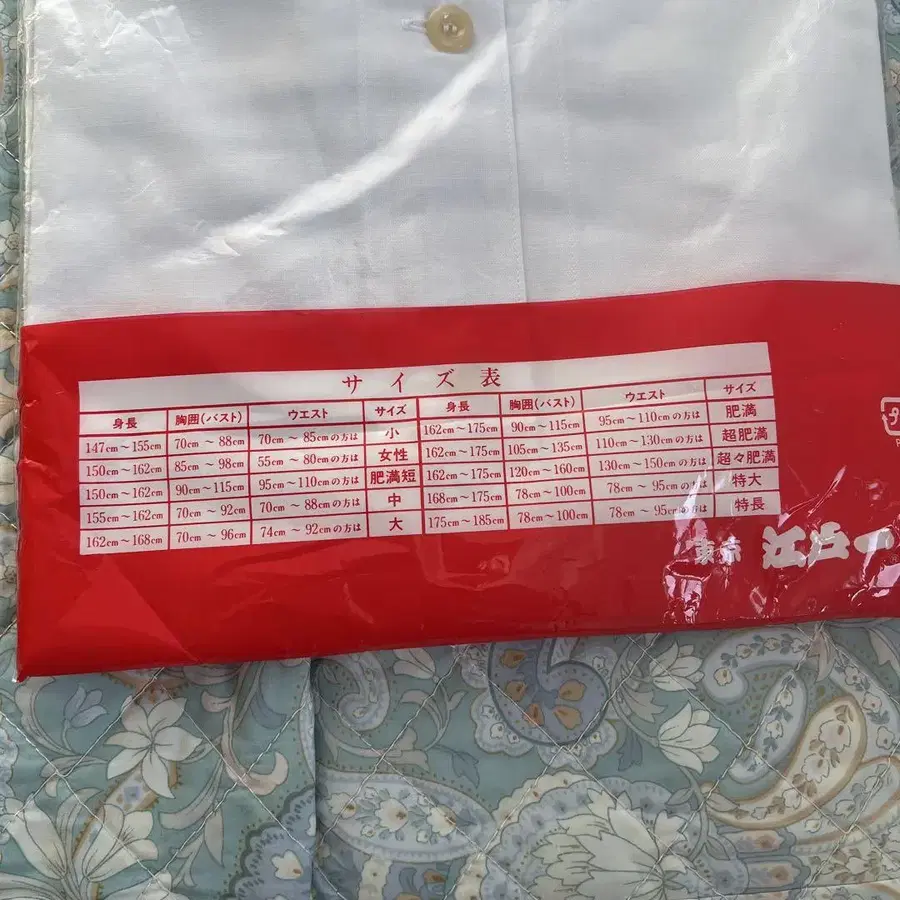 サイズ表
身長 胸囲(バスト) ウエスト サイズ 身長 胸囲(バスト) ウエスト サイズ
147cm～155cm 70cm～88cm 70cm～85cmの方は 小 162cm～175cm 90cm～115cm 95cm～110cmの方は 肥満
150cm～162cm 85cm～98cm 55cm～80cmの方は 女性 162cm～175cm 105cm～135cm 110cm～130cmの方は 超肥満
150cm～162cm 90cm～115cm 95cm～110cmの方は 肥満短 162cm～175cm 120cm～160cm 130cm～150cmの方は 超々肥満
155cm～162cm 70cm～92cm 70cm～88cmの方は 中 168cm～175cm 78cm～100cm 78cm～95cmの方は 特大
162cm～168cm 70cm～96cm 74cm～92cmの方は 大 175cm～185cm 78cm～100cm 78cm～95cmの方は 特長
東京 江戸一